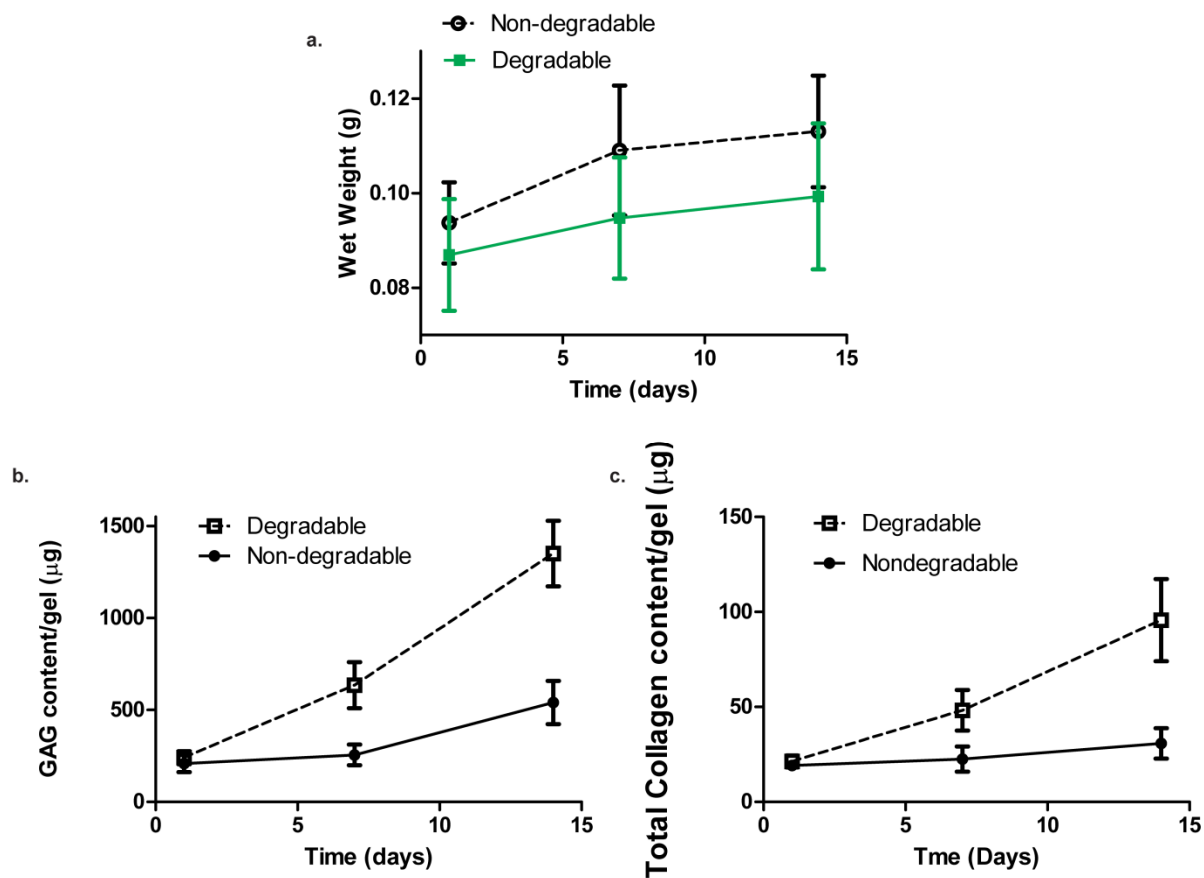 a.
Non-degradable
Degradable
Wet Weight (g)
0.12
0.10
0.08
0 5 10 15
Time (days)
b.
Degradable
Non-degradable
GAG content/gel (μg)
1500
1000
500
0
0 5 10 15
Time (days)
c.
Degradable
Nondegradable
Total Collagen content/gel (μg)
150
100
50
0
0 5 10 15
Tme (Days)